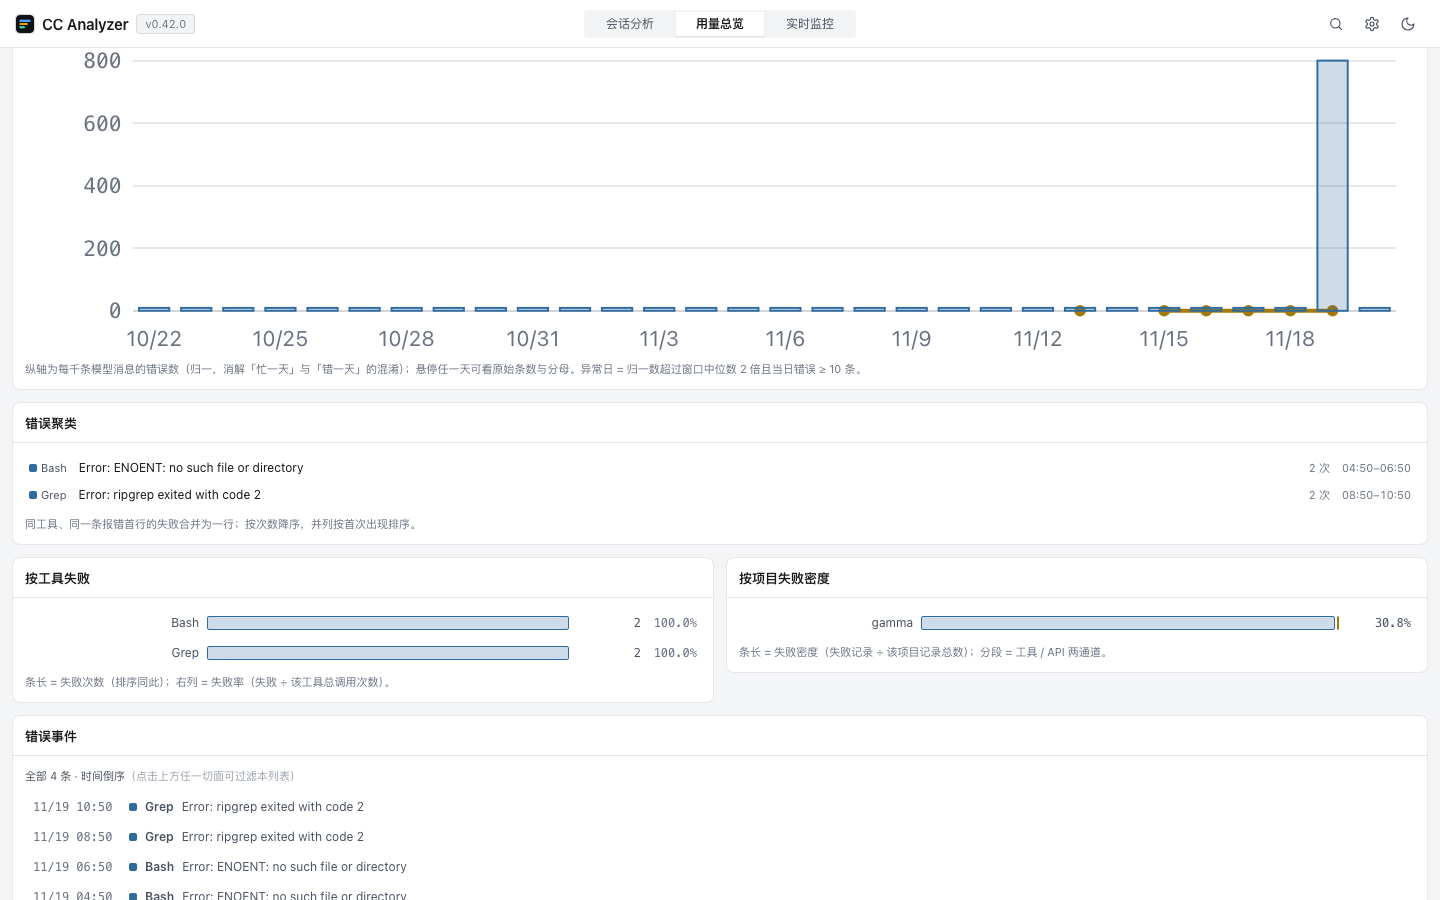 CC Analyzer v0.42.0 会话分析 用量总览 实时监控
800
600
400
200
0
10/22 10/25 10/28 10/31 11/3 11/6 11/9 11/12 11/15 11/18
纵轴为每千条模型消息的错误数（归一，消解「忙一天」与「错一天」的混淆）；悬停任一天可看原始条数与分母。异常日 = 归一数超过窗口中位数 2 倍且当日错误 ≥ 10 条。
错误聚类
Bash Error: ENOENT: no such file or directory 2 次 04:50–06:50
Grep Error: ripgrep exited with code 2 2 次 08:50–10:50
同工具、同一条报错首行的失败合并为一行；按次数降序，并列按首次出现排序。
按工具失败
Bash 2 100.0%
Grep 2 100.0%
条长 = 失败次数（排序同此）；右列 = 失败率（失败 ÷ 该工具总调用次数）。
按项目失败密度
gamma 30.8%
条长 = 失败密度（失败记录 ÷ 该项目记录总数）；分段 = 工具 / API 两通道。
错误事件
全部 4 条 · 时间倒序（点击上方任一切面可过滤本列表）
11/19 10:50 Grep Error: ripgrep exited with code 2
11/19 08:50 Grep Error: ripgrep exited with code 2
11/19 06:50 Bash Error: ENOENT: no such file or directory
11/19 04:50 Bash Error: ENOENT: no such file or directory